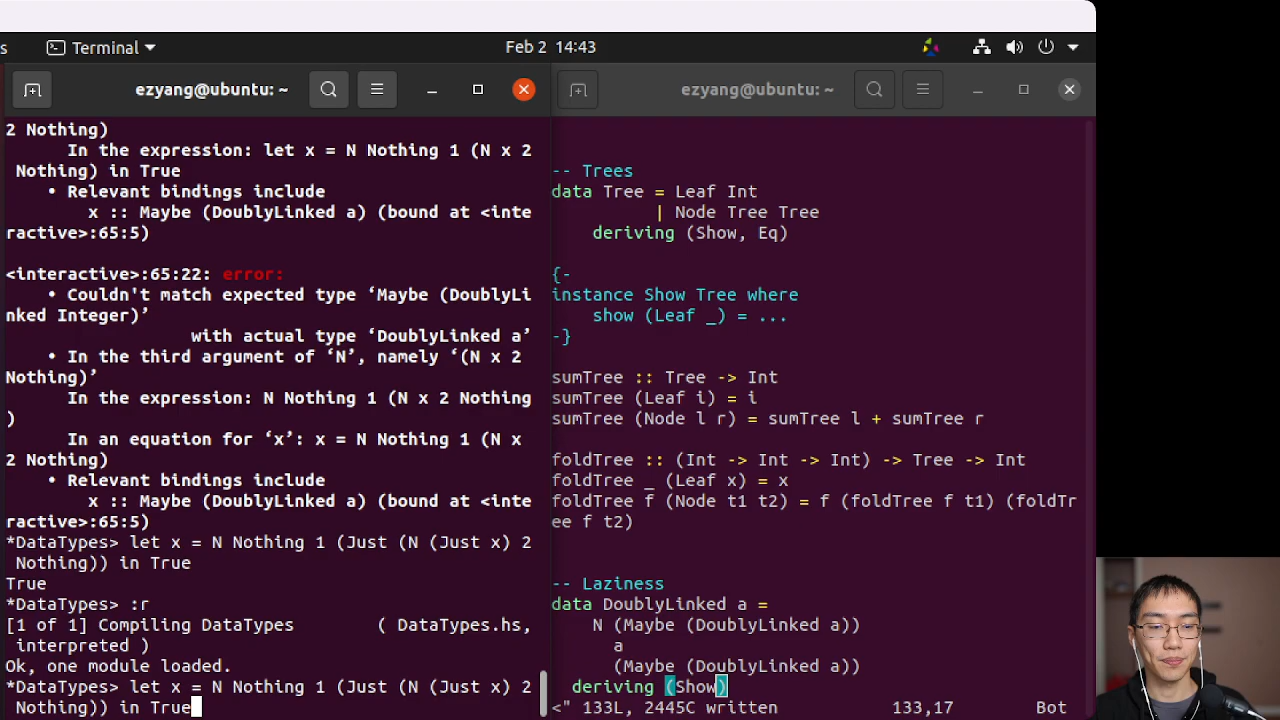 s
Terminal
Feb 2 14:43
ezyang@ubuntu: ~
2 Nothing)
In the expression: let x = N Nothing 1 (N x 2
Nothing) in True
• Relevant bindings include
x :: Maybe (DoublyLinked a) (bound at <inte
ractive>:65:5)
<interactive>:65:22: error:
• Couldn't match expected type ‘Maybe (DoublyLi
nked Integer)’
with actual type ‘DoublyLinked a’
• In the third argument of ‘N’, namely ‘(N x 2
Nothing)’
In the expression: N Nothing 1 (N x 2 Nothing
)
In an equation for ‘x’: x = N Nothing 1 (N x
2 Nothing)
• Relevant bindings include
x :: Maybe (DoublyLinked a) (bound at <inte
ractive>:65:5)
*DataTypes> let x = N Nothing 1 (Just (N (Just x) 2
Nothing)) in True
True
*DataTypes> :r
[1 of 1] Compiling DataTypes        ( DataTypes.hs,
interpreted )
Ok, one module loaded.
*DataTypes> let x = N Nothing 1 (Just (N (Just x) 2
Nothing)) in True
ezyang@ubuntu: ~
-- Trees
data Tree = Leaf Int
| Node Tree Tree
deriving (Show, Eq)
{-
instance Show Tree where
show (Leaf _) = ...
-}
sumTree :: Tree -> Int
sumTree (Leaf i) = i
sumTree (Node l r) = sumTree l + sumTree r
foldTree :: (Int -> Int -> Int) -> Tree -> Int
foldTree _ (Leaf x) = x
foldTree f (Node t1 t2) = f (foldTree f t1) (foldTr
ee f t2)
-- Laziness
data DoublyLinked a =
N (Maybe (DoublyLinked a))
a
(Maybe (DoublyLinked a))
deriving (Show)
<" 133L, 2445C written 133,17 Bot